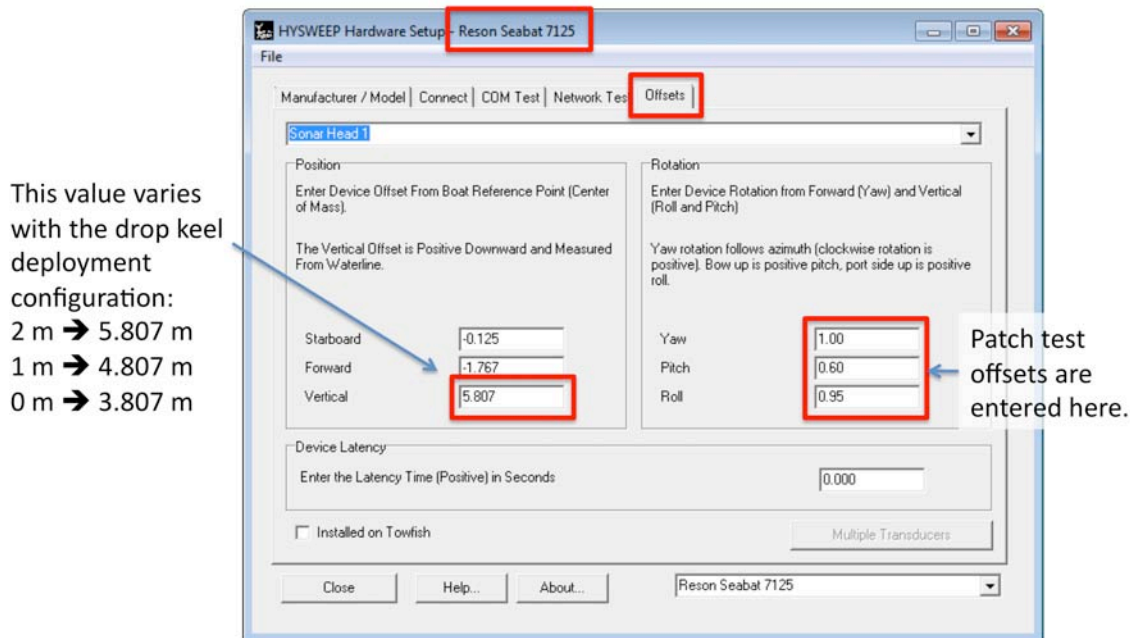 HYSWEEP Hardware Setup - Reson Seabat 7125
File
Manufacturer / Model
Connect
COM Test
Network Tes
Offsets
Sonar Head 1
Position
Enter Device Offset From Boat Reference Point (Center
of Mass).
The Vertical Offset is Positive Downward and Measured
From Waterline.
Starboard
-0.125
Forward
-1.767
Vertical
5.807
Rotation
Enter Device Rotation from Forward (Yaw) and Vertical
(Roll and Pitch)
Yaw rotation follows azimuth (clockwise rotation is
positive). Bow up is positive pitch, port side up is positive
roll.
Yaw
1.00
Pitch
0.60
Roll
0.95
Device Latency
Enter the Latency Time (Positive) in Seconds
0.000
Installed on Towfish
Multiple Transducers
Close
Help...
About...
Reson Seabat 7125
This value varies
with the drop keel
deployment
configuration:
2 m ➔ 5.807 m
1 m ➔ 4.807 m
0 m ➔ 3.807 m
Patch test
offsets are
entered here.